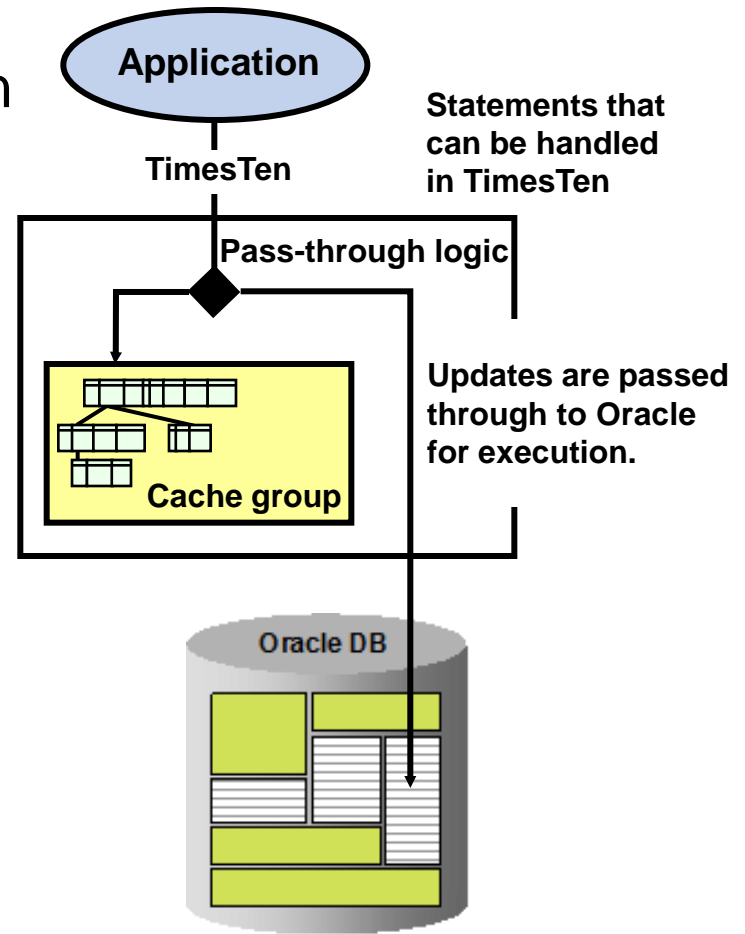 Application
TimesTen
Statements that
can be handled
in TimesTen
Pass-through logic
Updates are passed
through to Oracle
for execution.
Cache group
Oracle DB